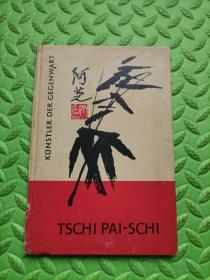 KÜNSTLER DER GEGENWART
阿芝
TSCHI PAI-SCHI